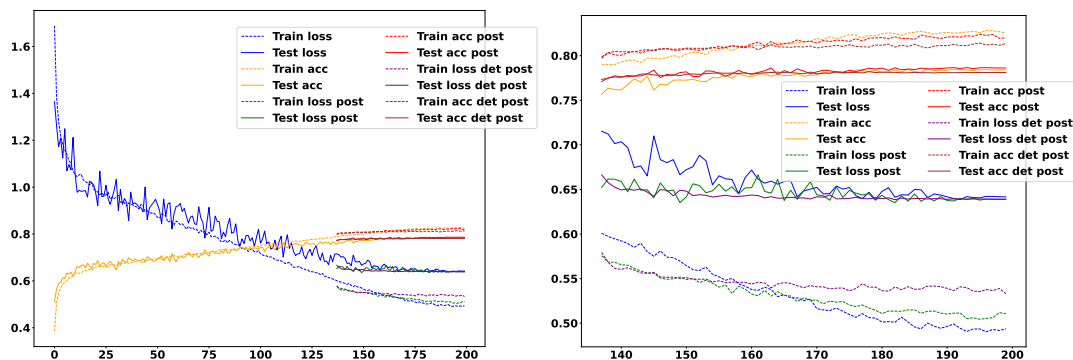 1.6
1.4
1.2
1.0
0.8
0.6
0.4
0
25
50
75
100
125
150
175
200
Train loss
Test loss
Train acc
Test acc
Train loss post
Test loss post
Train acc post
Test acc post
Train loss det post
Test loss det post
Train acc det post
Test acc det post
0.80
0.75
0.70
0.65
0.60
0.55
0.50
140
150
160
170
180
190
200
Train loss
Test loss
Train acc
Test acc
Train loss post
Test loss post
Train acc post
Test acc post
Train loss det post
Test loss det post
Train acc det post
Test acc det post